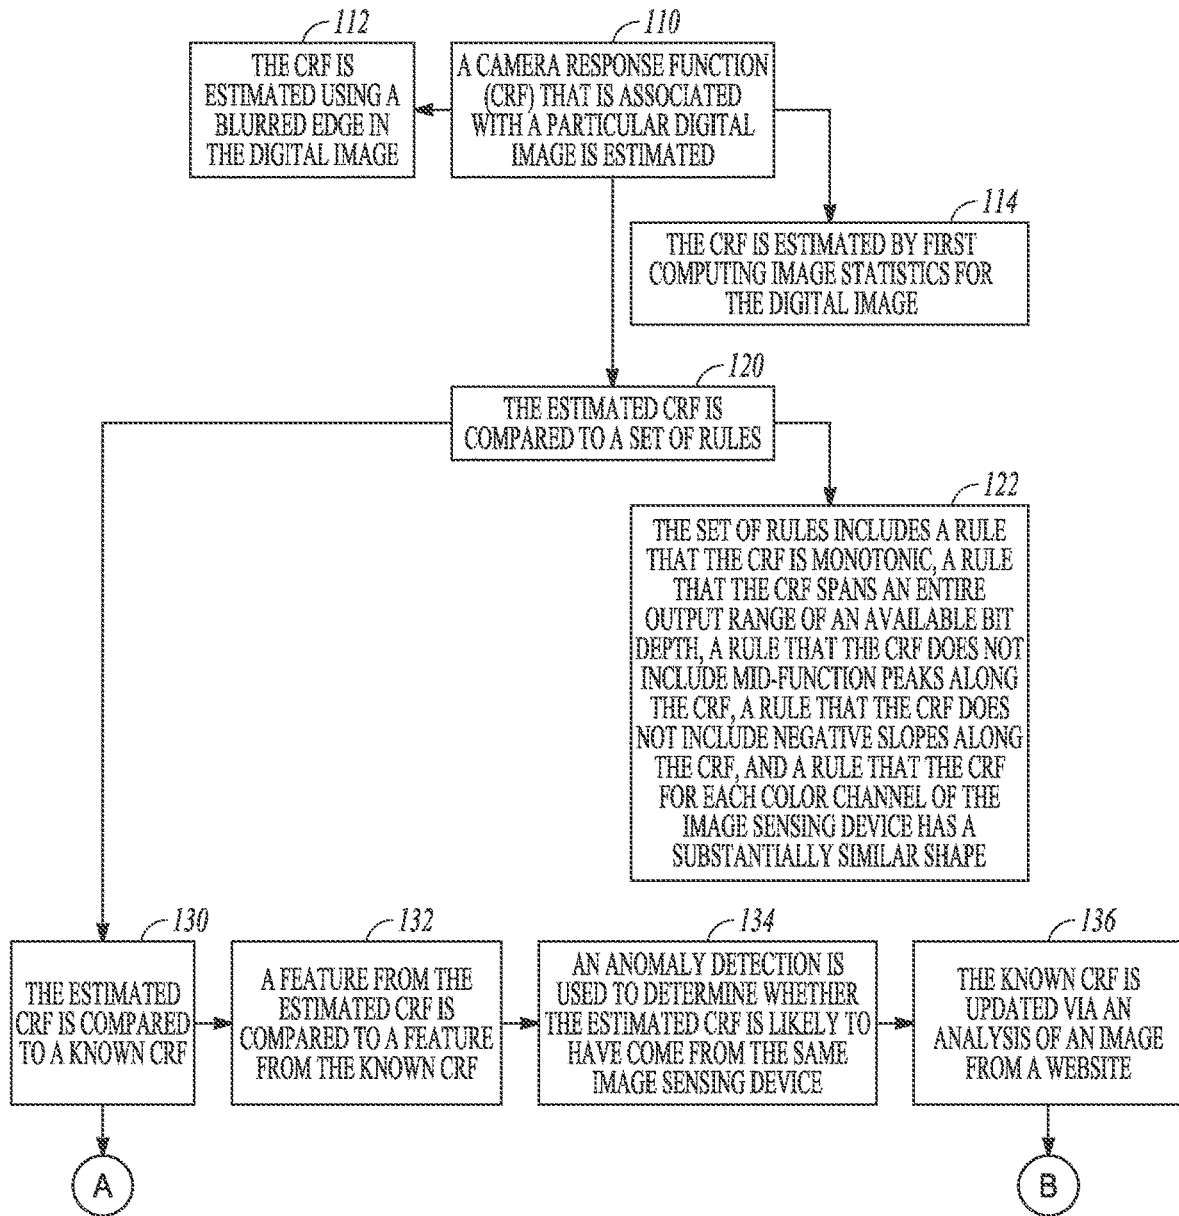 112
THE CRF IS
ESTIMATED USING A
BLURRED EDGE IN
THE DIGITAL IMAGE
110
A CAMERA RESPONSE FUNCTION
(CRF) THAT IS ASSOCIATED
WITH A PARTICULAR DIGITAL
IMAGE IS ESTIMATED
114
THE CRF IS ESTIMATED BY FIRST
COMPUTING IMAGE STATISTICS FOR
THE DIGITAL IMAGE
120
THE ESTIMATED CRF IS
COMPARED TO A SET OF RULES
122
THE SET OF RULES INCLUDES A RULE
THAT THE CRF IS MONOTONIC, A RULE
THAT THE CRF SPANS AN ENTIRE
OUTPUT RANGE OF AN AVAILABLE BIT
DEPTH, A RULE THAT THE CRF DOES NOT
INCLUDE MID-FUNCTION PEAKS ALONG
THE CRF, A RULE THAT THE CRF DOES
NOT INCLUDE NEGATIVE SLOPES ALONG
THE CRF, AND A RULE THAT THE CRF
FOR EACH COLOR CHANNEL OF THE
IMAGE SENSING DEVICE HAS A
SUBSTANTIALLY SIMILAR SHAPE
130
THE ESTIMATED
CRF IS COMPARED
TO A KNOWN CRF
132
A FEATURE FROM THE
ESTIMATED CRF IS
COMPARED TO A FEATURE
FROM THE KNOWN CRF
134
AN ANOMALY DETECTION IS
USED TO DETERMINE WHETHER
THE ESTIMATED CRF IS LIKELY TO
HAVE COME FROM THE SAME
IMAGE SENSING DEVICE
136
THE KNOWN CRF IS
UPDATED VIA AN
ANALYSIS OF AN IMAGE
FROM A WEBSITE
A
B